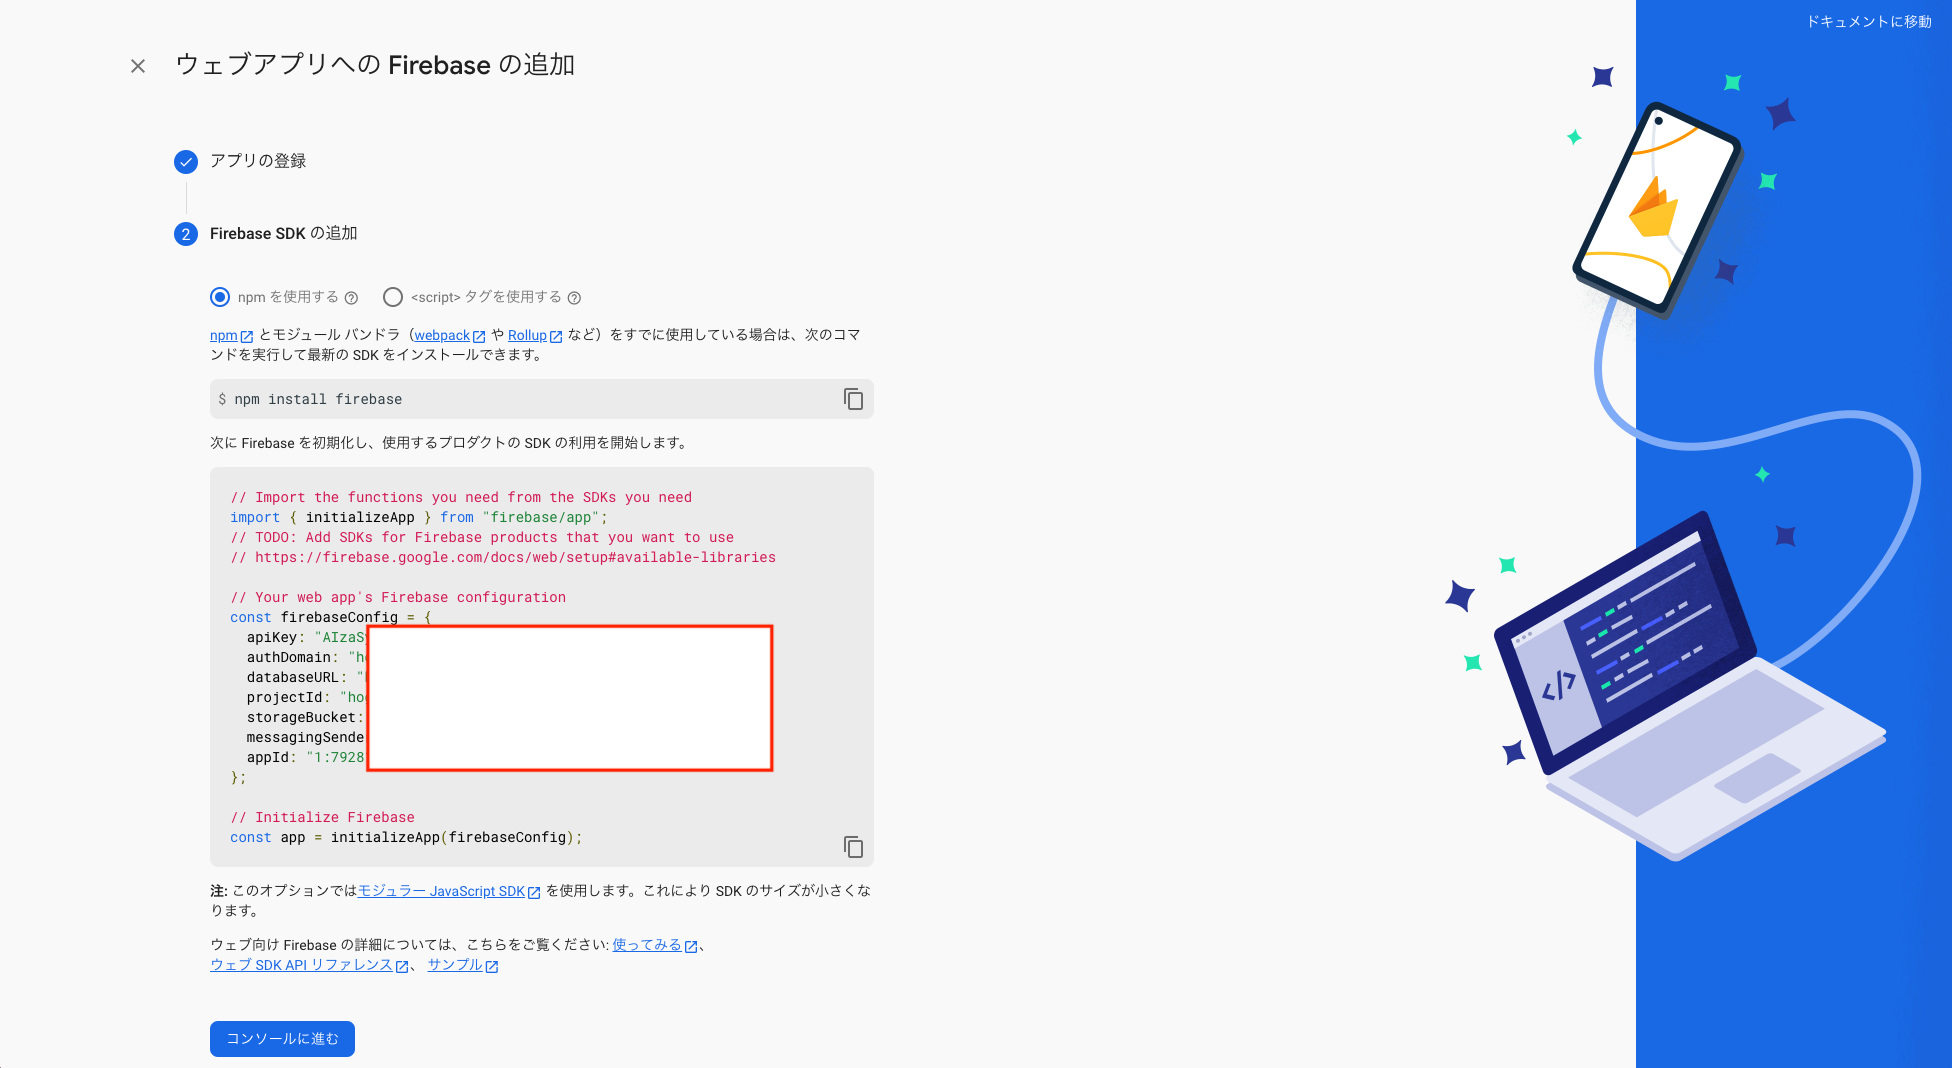 ドキュメントに移動
ウェブアプリへの Firebase の追加
アプリの登録
2 Firebase SDK の追加
npm を使用する <script> タグを使用する
npm とモジュール バンドラ（webpack や Rollup など）をすでに使用している場合は、次のコマ
ンドを実行して最新の SDK をインストールできます。
$ npm install firebase
次に Firebase を初期化し、使用するプロダクトの SDK の利用を開始します。
// Import the functions you need from the SDKs you need
import { initializeApp } from "firebase/app";
// TODO: Add SDKs for Firebase products that you want to use
// https://firebase.google.com/docs/web/setup#available-libraries
// Your web app's Firebase configuration
const firebaseConfig = {
apiKey: "AIzaS
authDomain: "h
databaseURL: "
projectId: "ho
storageBucket:
messagingSende
appId: "1:7928
};
// Initialize Firebase
const app = initializeApp(firebaseConfig);
注: このオプションではモジュラー JavaScript SDK を使用します。これにより SDK のサイズが小さくな
ります。
ウェブ向け Firebase の詳細については、こちらをご覧ください: 使ってみる、
ウェブ SDK API リファレンス、 サンプル
コンソールに進む